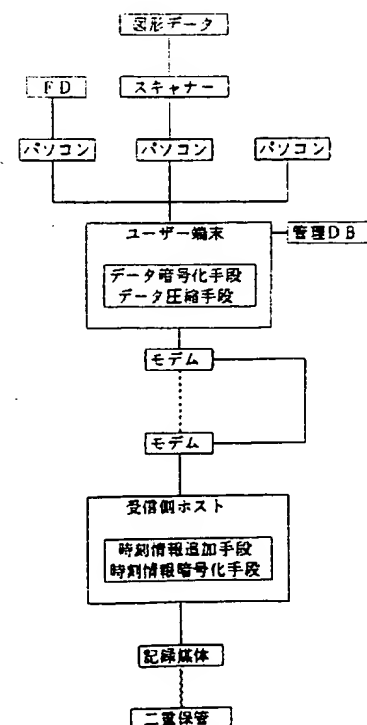 図形データ
FD
スキャナー
パソコン
パソコン
パソコン
ユーザー端末
管理DB
データ暗号化手段
データ圧縮手段
モデム
モデム
受信側ホスト
時刻情報追加手段
時刻情報暗号化手段
記録媒体
二重保管